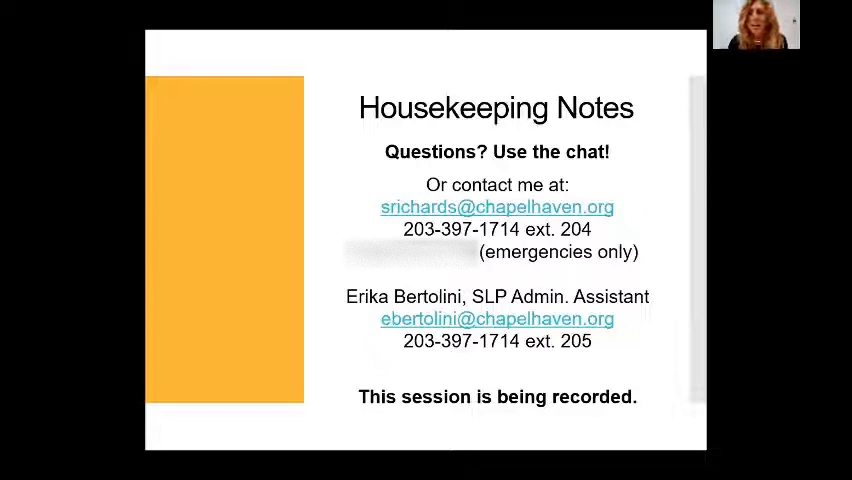 Housekeeping Notes
Questions? Use the chat!
Or contact me at:
srichards@chapelhaven.org
203-397-1714 ext. 204
(emergencies only)
Erika Bertolini, SLP Admin. Assistant
ebertolini@chapelhaven.org
203-397-1714 ext. 205
This session is being recorded.